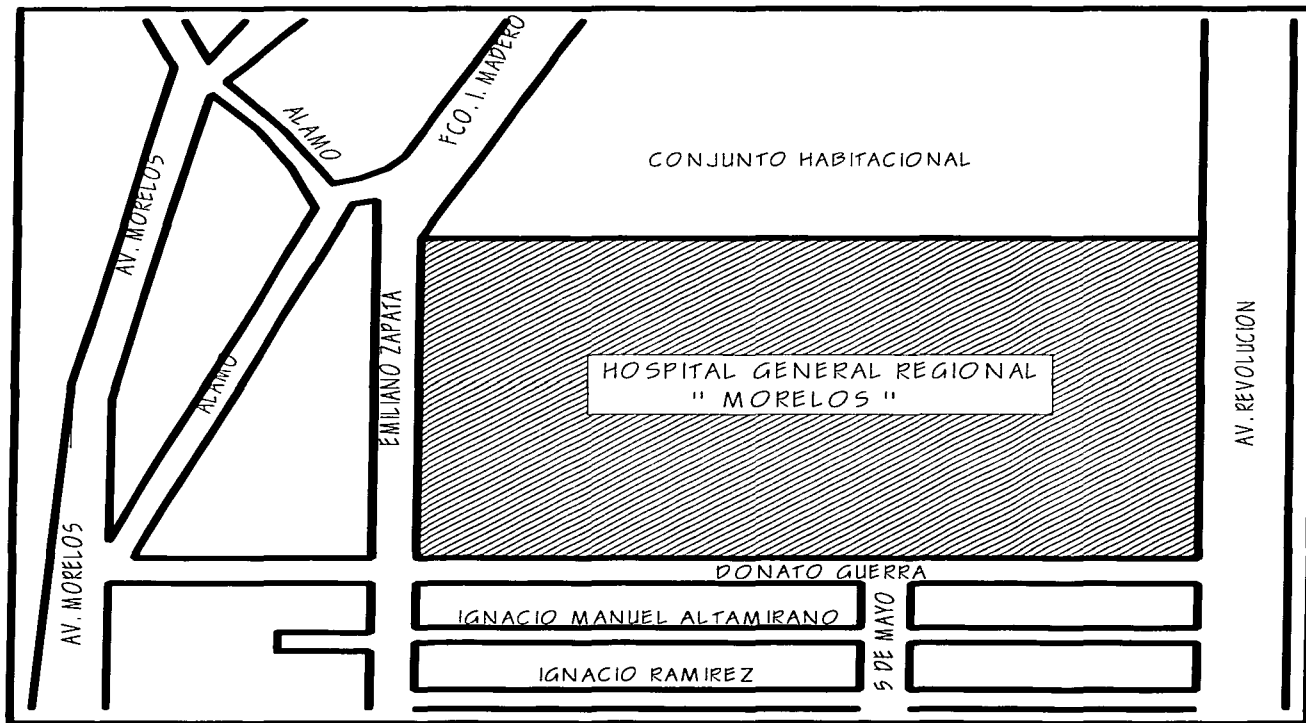 FCO. I. MADERO
ALAMO
CONJUNTO HABITACIONAL
AV. MORELOS
EMILIANO ZAPATA
AV. REVOLUCION
ALAMO
HOSPITAL GENERAL REGIONAL
" MORELOS "
AV. MORELOS
DONATO GUERRA
IGNACIO MANUEL ALTAMIRANO
5 DE MAYO
IGNACIO RAMIREZ